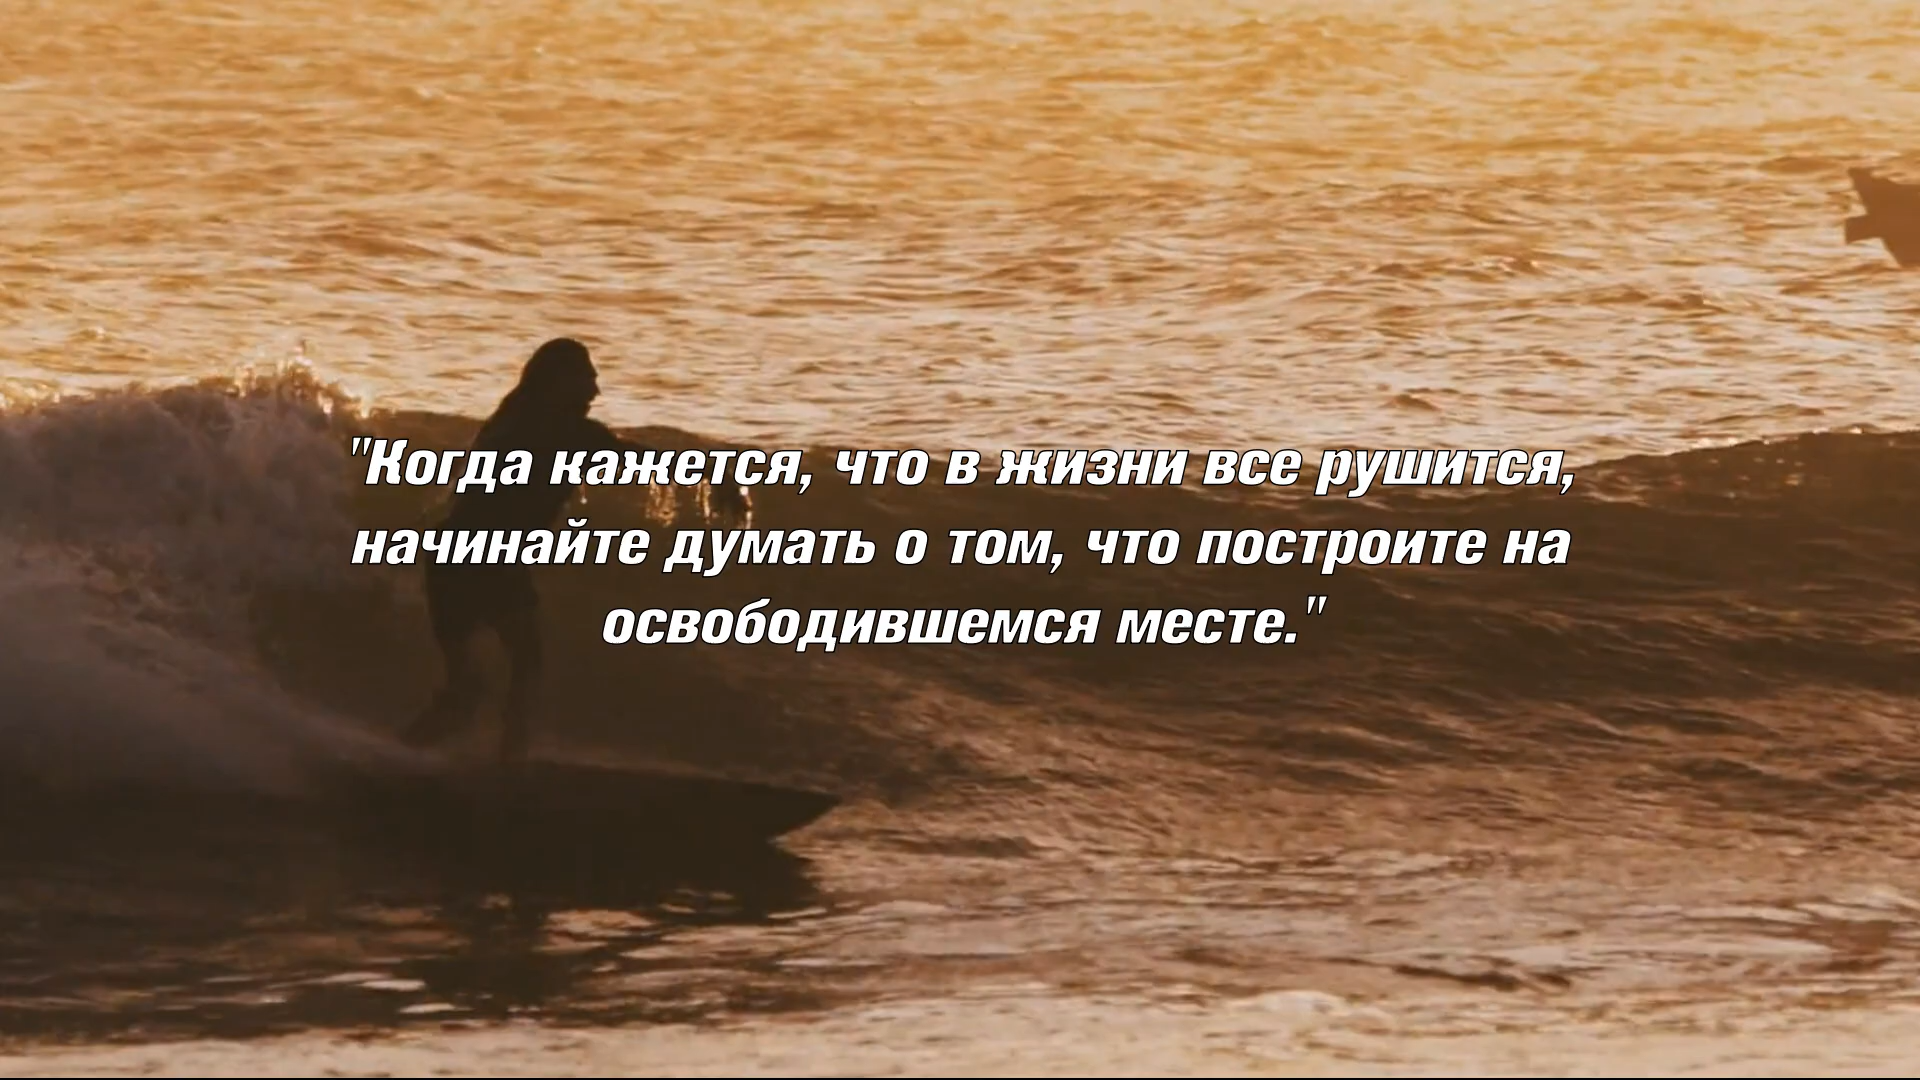 "Когда кажется, что в жизни все рушится,
начинайте думать о том, что построите на
освободившемся месте."